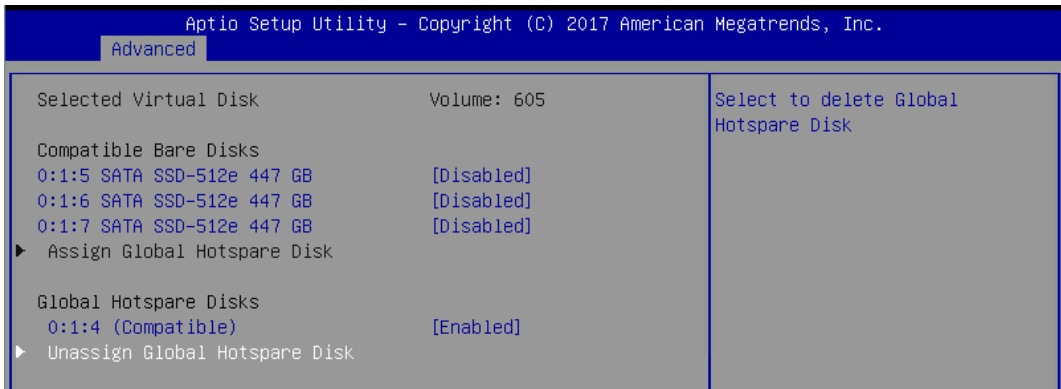 Aptio Setup Utility – Copyright (C) 2017 American Megatrends, Inc.
Advanced
Selected Virtual Disk Volume: 605
Compatible Bare Disks
0:1:5 SATA SSD-512e 447 GB [Disabled]
0:1:6 SATA SSD-512e 447 GB [Disabled]
0:1:7 SATA SSD-512e 447 GB [Disabled]
Assign Global Hotspare Disk
Global Hotspare Disks
0:1:4 (Compatible) [Enabled]
Unassign Global Hotspare Disk
Select to delete Global
Hotspare Disk